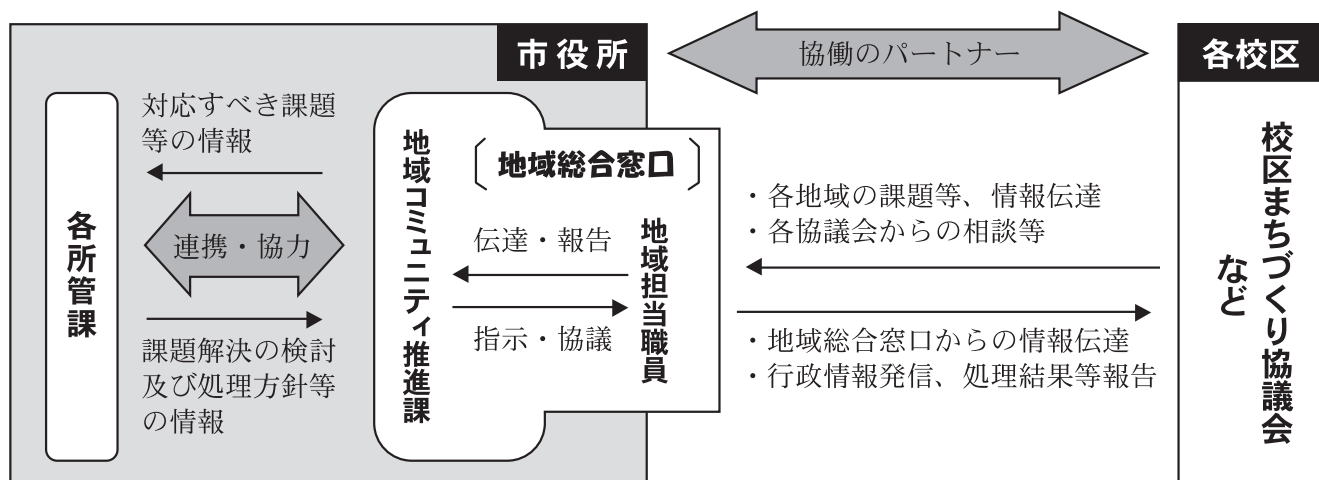 市役所
協働のパートナー
各校区
対応すべき課題
等の情報
各所管課
連携・協力
課題解決の検討
及び処理方針等
の情報
地域コミュニティ推進課
地域総合窓口
伝達・報告
指示・協議
地域担当職員
・各地域の課題等、情報伝達
・各協議会からの相談等
・地域総合窓口からの情報伝達
・行政情報発信、処理結果等報告
校区まちづくり協議会
など